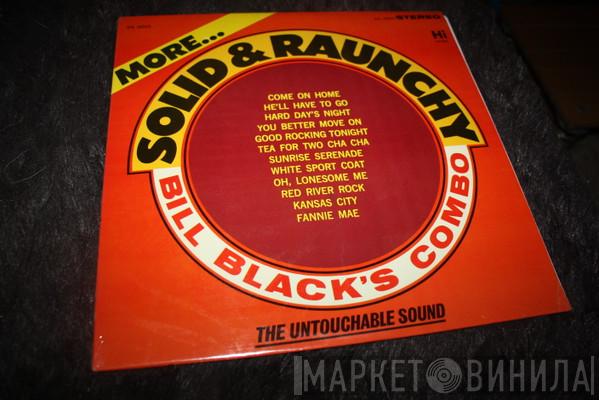 STEREO
Hi
MORE...
SOLID & RAUNCHY
COME ON HOME
HE'LL HAVE TO GO
HARD DAY'S NIGHT
YOU BETTER MOVE ON
GOOD ROCKING TONIGHT
TEA FOR TWO CHA CHA
SUNRISE SERENADE
WHITE SPORT COAT
OH, LONESOME ME
RED RIVER ROCK
KANSAS CITY
FANNIE MAE
BILL BLACK'S COMBO
THE UNTOUCHABLE SOUND
МАРКЕТ ВИНИЛА